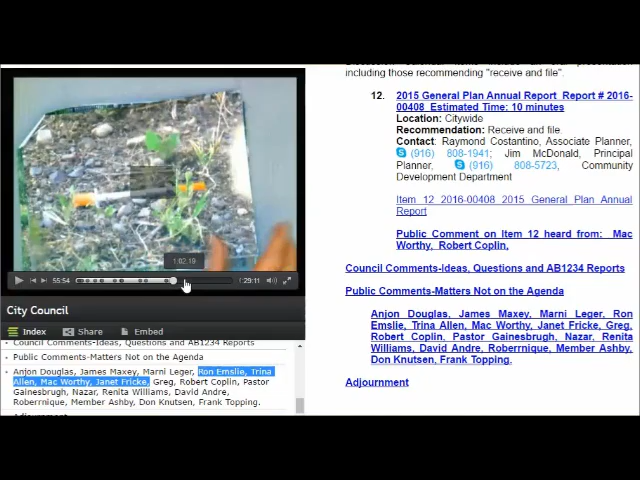 including those recommending "receive and file".
12. 2015 General Plan Annual Report Report # 2016-
00408 Estimated Time: 10 minutes
Location: Citywide
Recommendation: Receive and file.
Contact: Raymond Costantino, Associate Planner,
(916) 808-1941; Jim McDonald, Principal
Planner, (916) 808-5723, Community
Development Department
Item 12 2016-00408 2015 General Plan Annual
Report
Public Comment on Item 12 heard from: Mac
Worthy, Robert Coplin,
Council Comments-Ideas, Questions and AB1234 Reports
Public Comments-Matters Not on the Agenda
Anjon Douglas, James Maxey, Marni Leger, Ron
Emslie, Trina Allen, Mac Worthy, Janet Fricke, Greg,
Robert Coplin, Pastor Gainesbrugh, Nazar, Renita
Williams, David Andre, Roberrnique, Member Ashby,
Don Knutsen, Frank Topping.
Adjournment
1:02:19
55:54
1:29:11
City Council
Index Share Embed
Council Comments-Ideas, Questions and AB1234 Reports
Public Comments-Matters Not on the Agenda
Anjon Douglas, James Maxey, Marni Leger, Ron Emslie, Trina
Allen, Mac Worthy, Janet Fricke, Greg, Robert Coplin, Pastor
Gainesbrugh, Nazar, Renita Williams, David Andre,
Roberrnique, Member Ashby, Don Knutsen, Frank Topping.